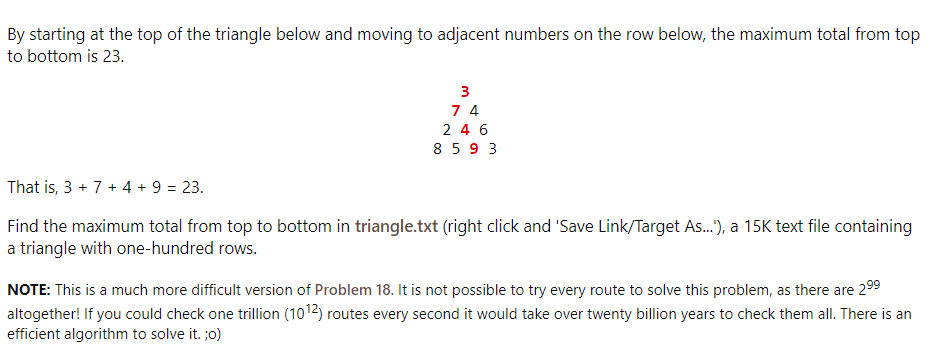 By starting at the top of the triangle below and moving to adjacent numbers on the row below, the maximum total from top
to bottom is 23.
3
7 4
2 4 6
8 5 9 3
That is, 3 + 7 + 4 + 9 = 23.
Find the maximum total from top to bottom in triangle.txt (right click and 'Save Link/Target As...'), a 15K text file containing
a triangle with one-hundred rows.
NOTE: This is a much more difficult version of Problem 18. It is not possible to try every route to solve this problem, as there are 2⁹⁹
altogether! If you could check one trillion (10¹²) routes every second it would take over twenty billion years to check them all. There is an
efficient algorithm to solve it. ;o)